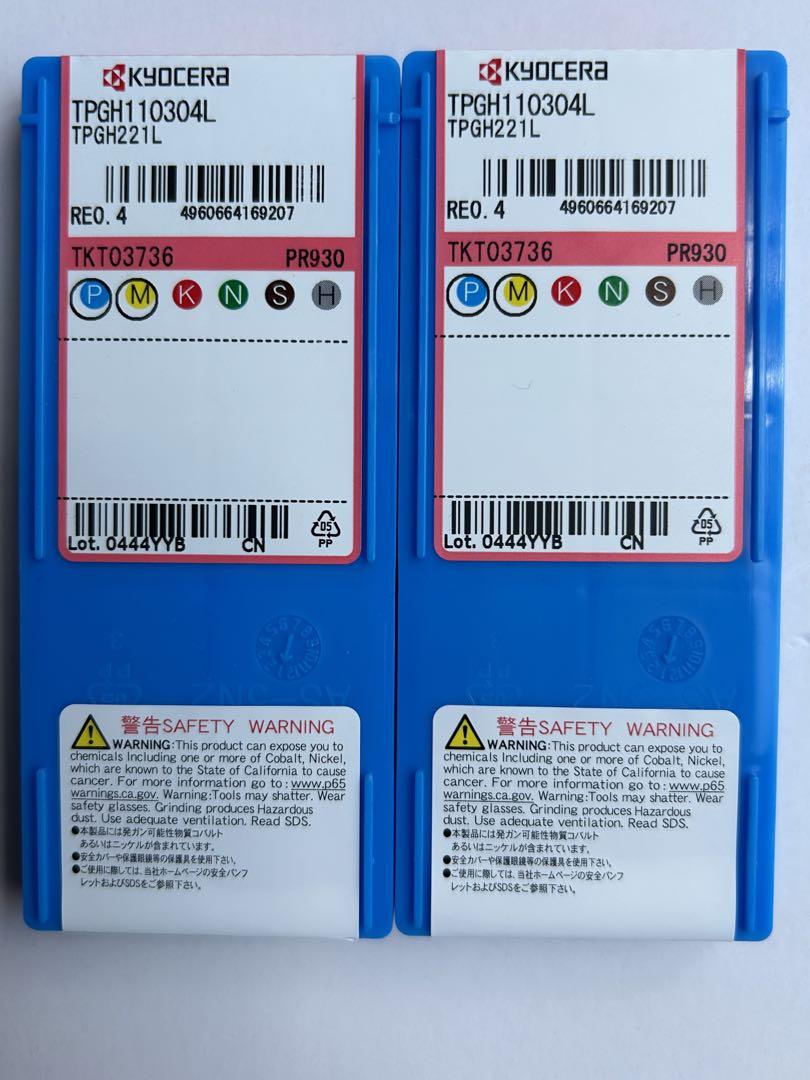 KYOCERA
TPGH110304L
TPGH221L
RE0.4 4960664169207
TKT03736 PR930
P M K N S H
Lot. 0444YYB CN
05
PP
警告SAFETY WARNING
WARNING:This product can expose you to
chemicals Including one or more of Cobalt, Nickel,
which are known to the State of California to cause
cancer. For more information go to : www.p65
warnings.ca.gov. Warning:Tools may shatter. Wear
safety glasses. Grinding produces Hazardous
dust. Use adequate ventilation. Read SDS.
●本製品には発ガン可能性物質コバルト
あるいはニッケルが含まれています。
●安全カバーや保護眼鏡等の保護具を使用下さい。
●ご使用に際しては、当社ホームページの安全パンフ
レットおよびSDSをご参照下さい。
KYOCERA
TPGH110304L
TPGH221L
RE0.4 4960664169207
TKT03736 PR930
P M K N S H
Lot. 0444YYB CN
05
PP
警告SAFETY WARNING
WARNING:This product can expose you to
chemicals Including one or more of Cobalt, Nickel,
which are known to the State of California to cause
cancer. For more information go to : www.p65
warnings.ca.gov. Warning:Tools may shatter. Wear
safety glasses. Grinding produces Hazardous
dust. Use adequate ventilation. Read SDS.
●本製品には発ガン可能性物質コバルト
あるいはニッケルが含まれています。
●安全カバーや保護眼鏡等の保護具を使用下さい。
●ご使用に際しては、当社ホームページの安全パンフ
レットおよびSDSをご参照下さい。